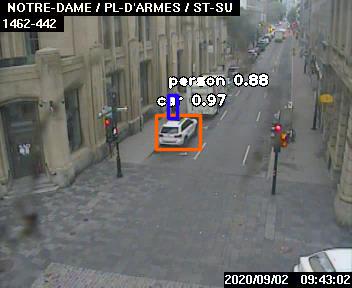 NOTRE-DAME / PL-D'ARMES / ST-SU
1462-442
person 0.88
car 0.97
2020/09/02 09:43:02